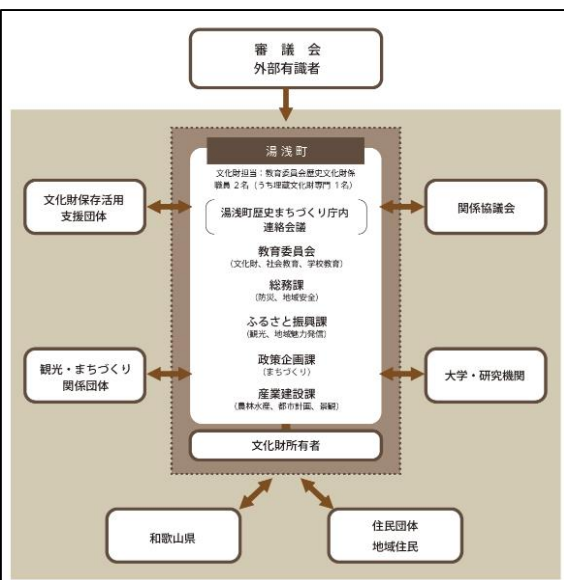 審 議 会
外部有識者
湯浅町
文化財担当：教育委員会歴史文化財係
職員 2名（うち埋蔵文化財専門 1名）
湯浅町歴史まちづくり庁内
連絡会議
教育委員会
（文化財、社会教育、学校教育）
総務課
（防災、地域安全）
ふるさと振興課
（観光、地域魅力発信）
政策企画課
（まちづくり）
産業建設課
（農林水産、都市計画、景観）
文化財所有者
文化財保存活用
支援団体
関係協議会
観光・まちづくり
関係団体
大学・研究機関
和歌山県
住民団体
地域住民